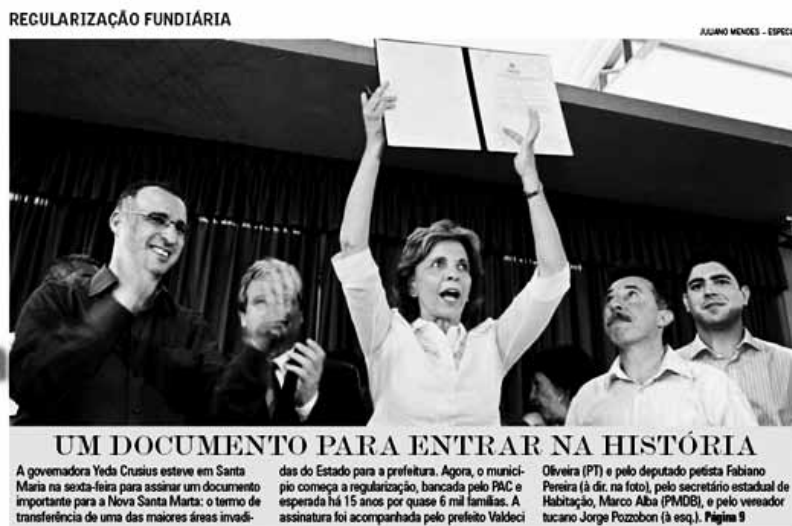 REGULARIZAÇÃO FUNDIÁRIA
JULIANO MENDES – ESPECI
UM DOCUMENTO PARA ENTRAR NA HISTÓRIA
A governadora Yeda Crusius esteve em Santa
Maria na sexta-feira para assinar um documento
importante para a Nova Santa Marta: o termo de
transferência de uma das maiores áreas invadi-
das do Estado para a prefeitura. Agora, o municí-
pio começa a regularização, bancada pelo PAC e
esperada há 15 anos por quase 6 mil famílias. A
assinatura foi acompanhada pelo prefeito Valdeci
Oliveira (PT) e pelo deputado petista Fabiano
Pereira (à dir. na foto), pelo secretário estadual de
Habitação, Marco Alba (PMDB), e pelo vereador
tucano Jorge Pozzobon (à esq.). Página 9